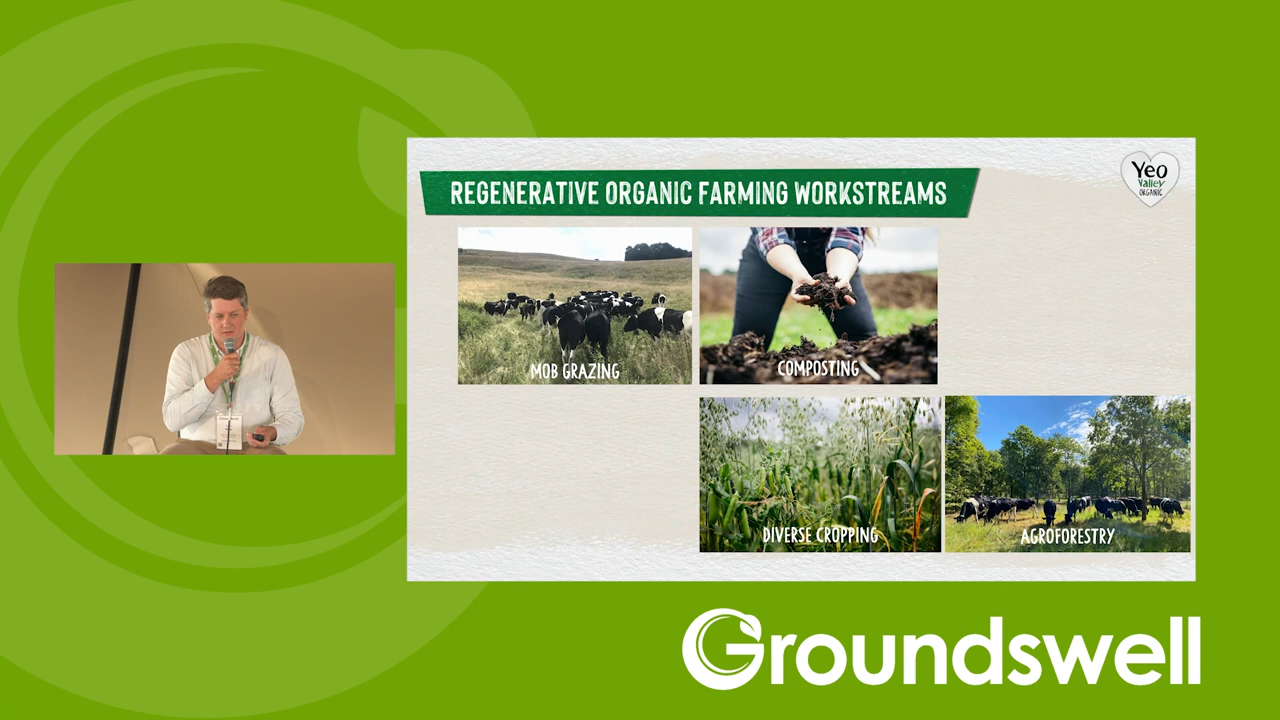 REGENERATIVE ORGANIC FARMING WORKSTREAMS
Yeo
Valley
ORGANIC
MOB GRAZING
COMPOSTING
DIVERSE CROPPING
AGROFORESTRY
Groundswell